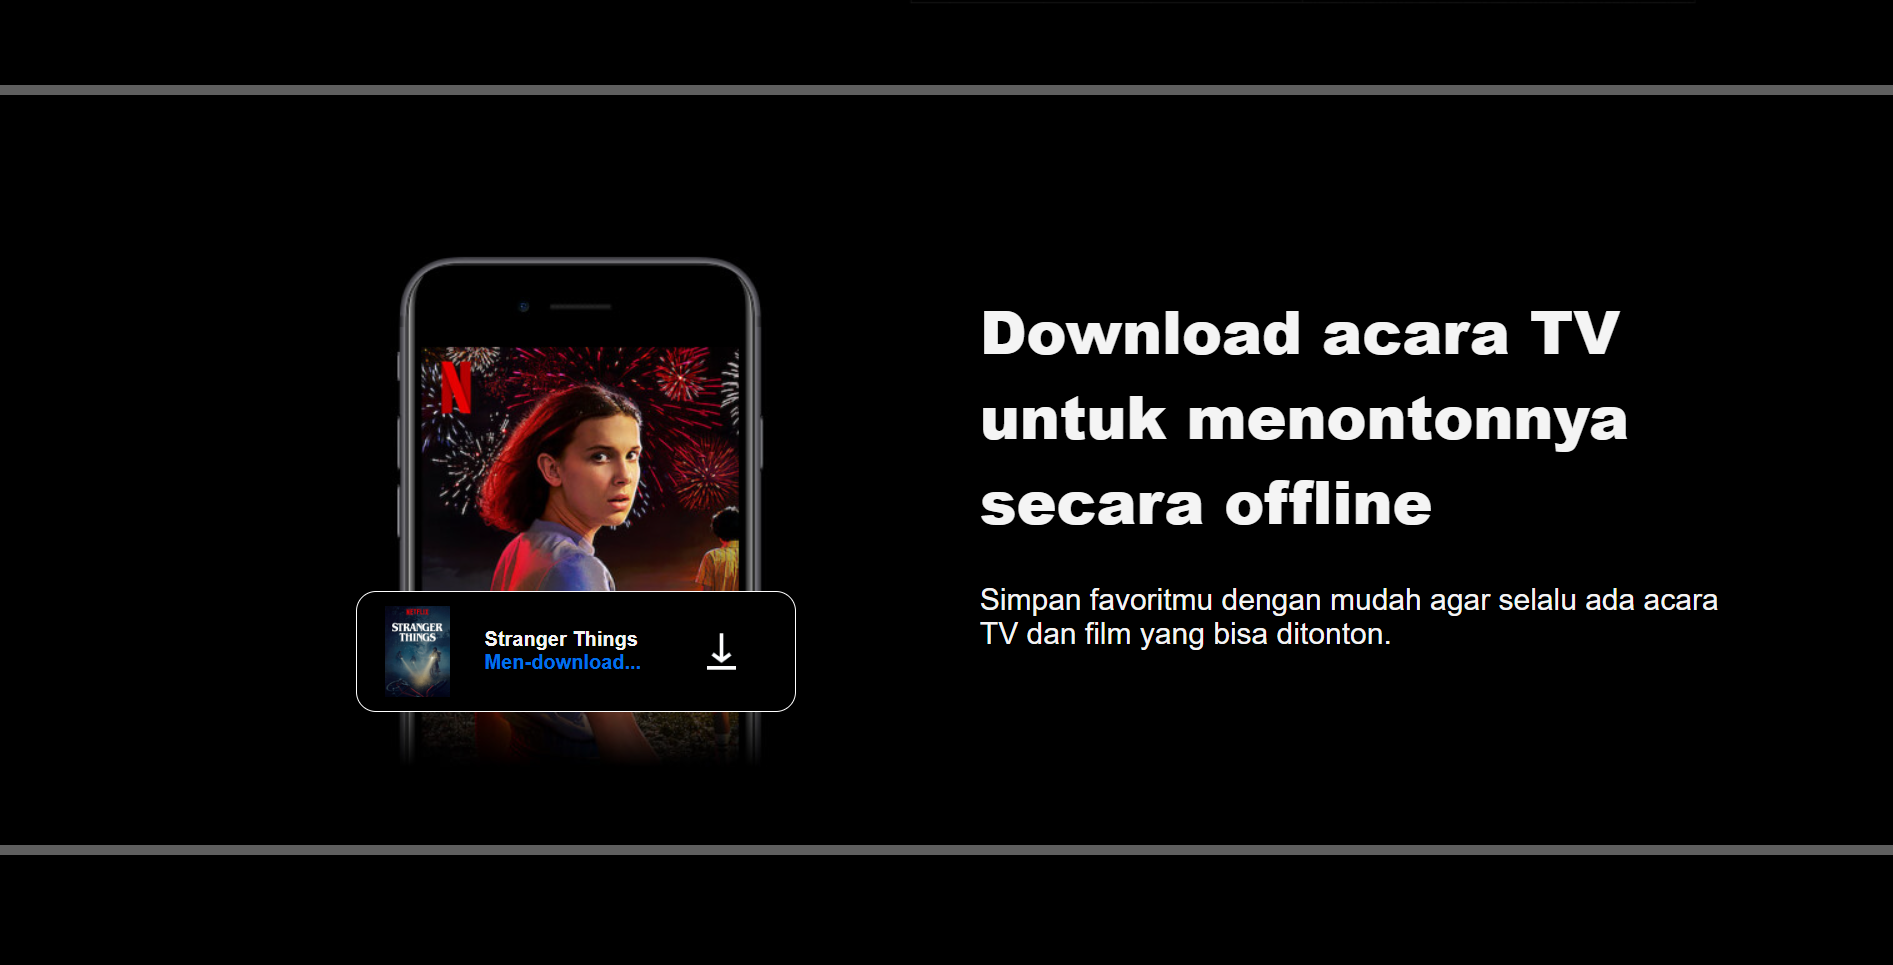 Download acara TV
untuk menontonnya
secara offline
Simpan favoritmu dengan mudah agar selalu ada acara
TV dan film yang bisa ditonton.
N
NETFLIX
STRANGER
THINGS
Stranger Things
Men-download...